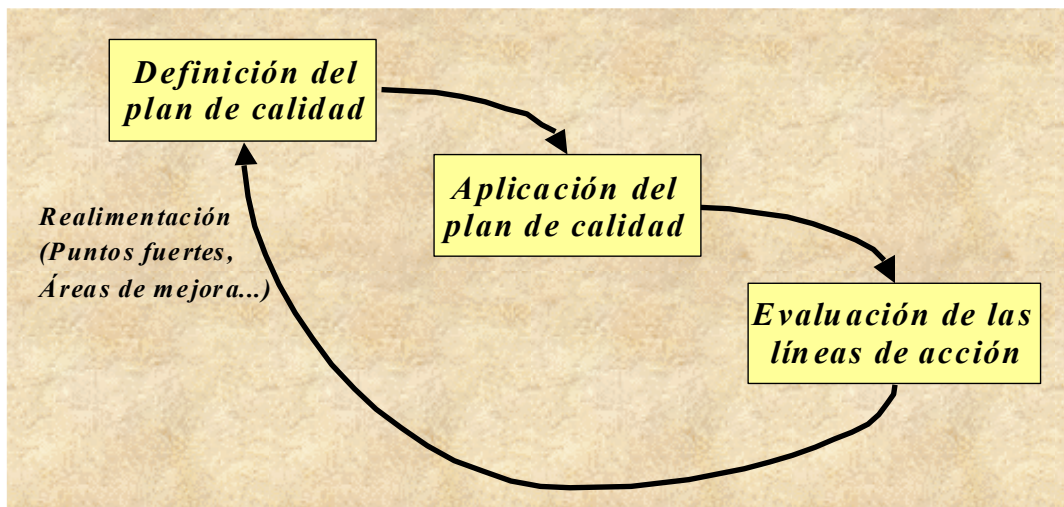 Definición del
plan de calidad
Aplicación del
plan de calidad
Realimentación
(Puntos fuertes,
Áreas de mejora...)
Evaluación de las
líneas de acción